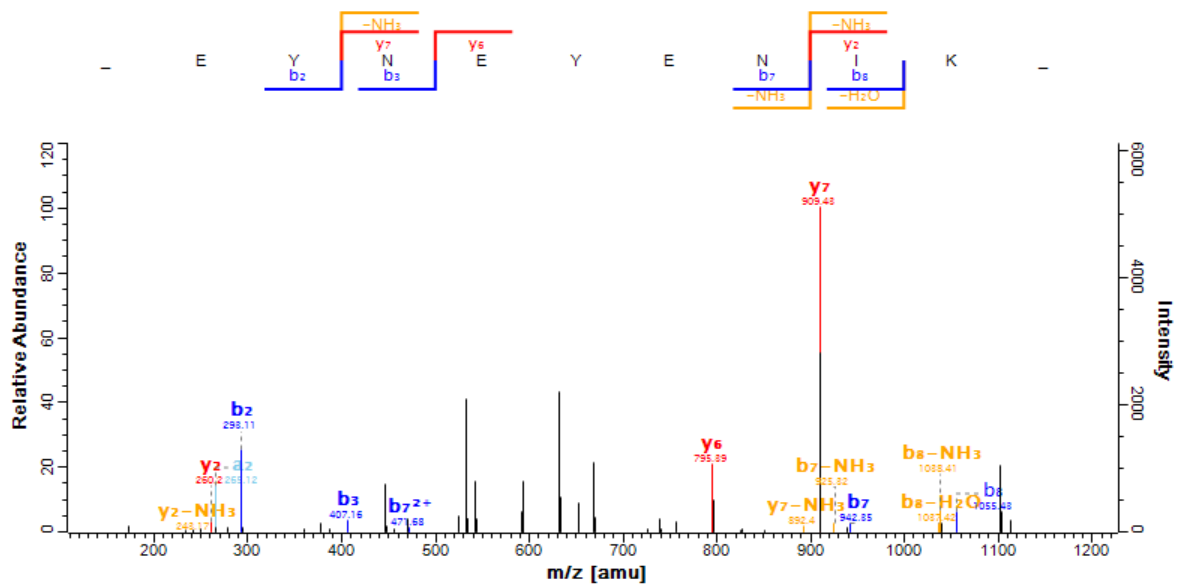 –NH₃ –NH₃
y₇ y₆ y₂
_ E Y N E Y E N I K _
b₂ b₃ b₇ b₈
–NH₃ –H₂O
120 6000
y₇
909.48
100
80 4000
60
40 2000
b₂
298.11
y₂ a₂
y₆
795.89
b₇–NH₃
925.82
b₈–NH₃
20
y₂–NH₃
b₃
407.16
b₇²⁺
471.68
y₇–NH₃
892.4
b₇
942.85
b₈–H₂O
b₈
1055.48
0 0
200 300 400 500 600 700 800 900 1000 1100 1200
m/z [amu]
Relative Abundance
Intensity